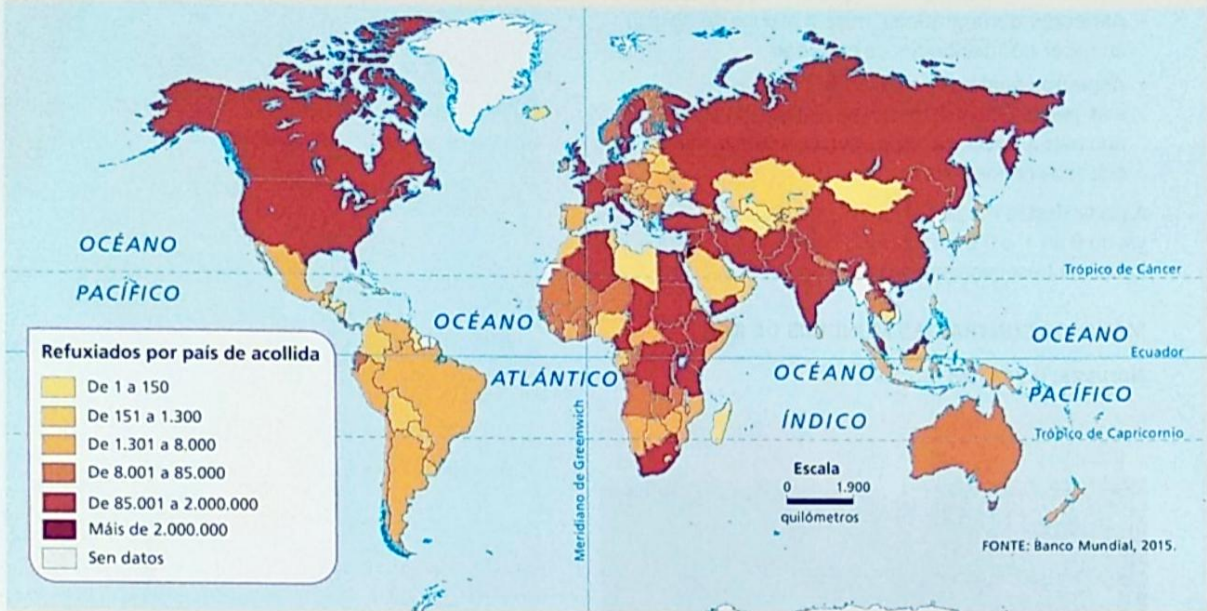 OCÉANO
PACÍFICO
OCÉANO
ATLÁNTICO
Meridiano de Greenwich
OCÉANO
ÍNDICO
Trópico de Cáncer
OCÉANO
Ecuador
PACÍFICO
Trópico de Capricornio
Refuxiados por país de acollida
De 1 a 150
De 151 a 1.300
De 1.301 a 8.000
De 8.001 a 85.000
De 85.001 a 2.000.000
Máis de 2.000.000
Sen datos
Escala
0 1.900
quilómetros
FONTE: Banco Mundial, 2015.